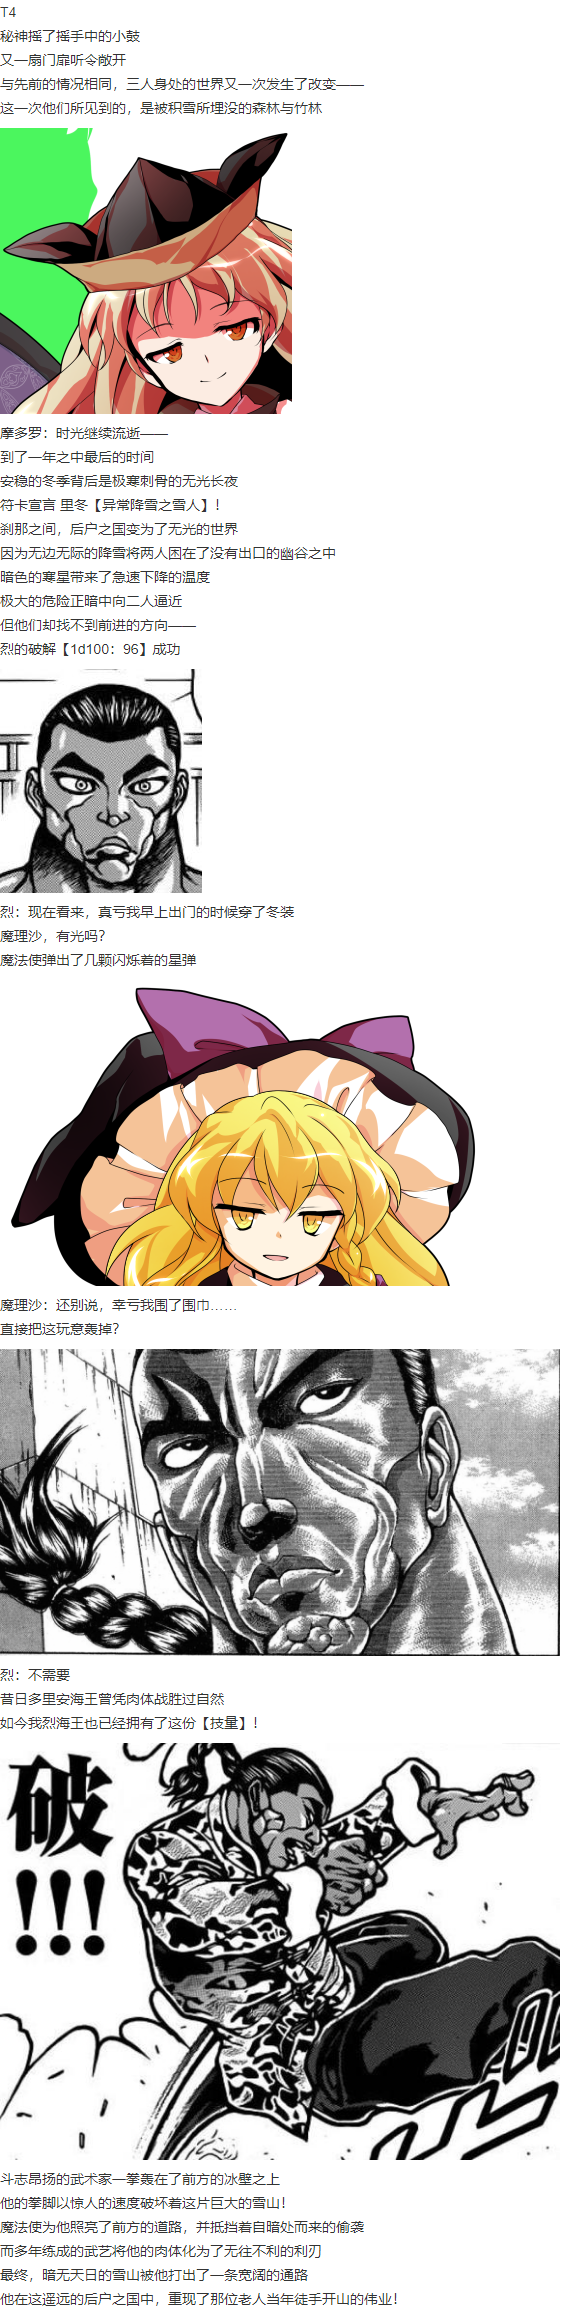 T4
秘神摇了摇手中的小鼓
又一扇门扉听令敞开
与先前的情况相同，三人身处的世界又一次发生了改变——
这一次他们所见到的，是被积雪所埋没的森林与竹林
摩多罗：时光继续流逝——
到了一年之中最后的时间
安稳的冬季背后是极寒刺骨的无光长夜
符卡宣言 里冬【异常降雪之雪人】！
刹那之间，后户之国变为了无光的世界
因为无边无际的降雪将两人困在了没有出口的幽谷之中
暗色的寒星带来了急速下降的温度
极大的危险正暗中向二人逼近
但他们却找不到前进的方向——
烈的破解【1d100：96】成功
烈：现在看来，真亏我早上出门的时候穿了冬装
魔理沙，有光吗？
魔法使弹出了几颗闪烁着的星弹
魔理沙：还别说，幸亏我围了围巾……
直接把这玩意轰掉？
烈：不需要
昔日多里安海王曾凭肉体战胜过自然
如今我烈海王也已经拥有了这份【技量】！
破
!!!
斗志昂扬的武术家一拳轰在了前方的冰壁之上
他的拳脚以惊人的速度破坏着这片巨大的雪山！
魔法使为他照亮了前方的道路，并抵挡着自暗处而来的偷袭
而多年练成的武艺将他的肉体化为了无往不利的利刃
最终，暗无天日的雪山被他打出了一条宽阔的通路
他在这遥远的后户之国中，重现了那位老人当年徒手开山的伟业！